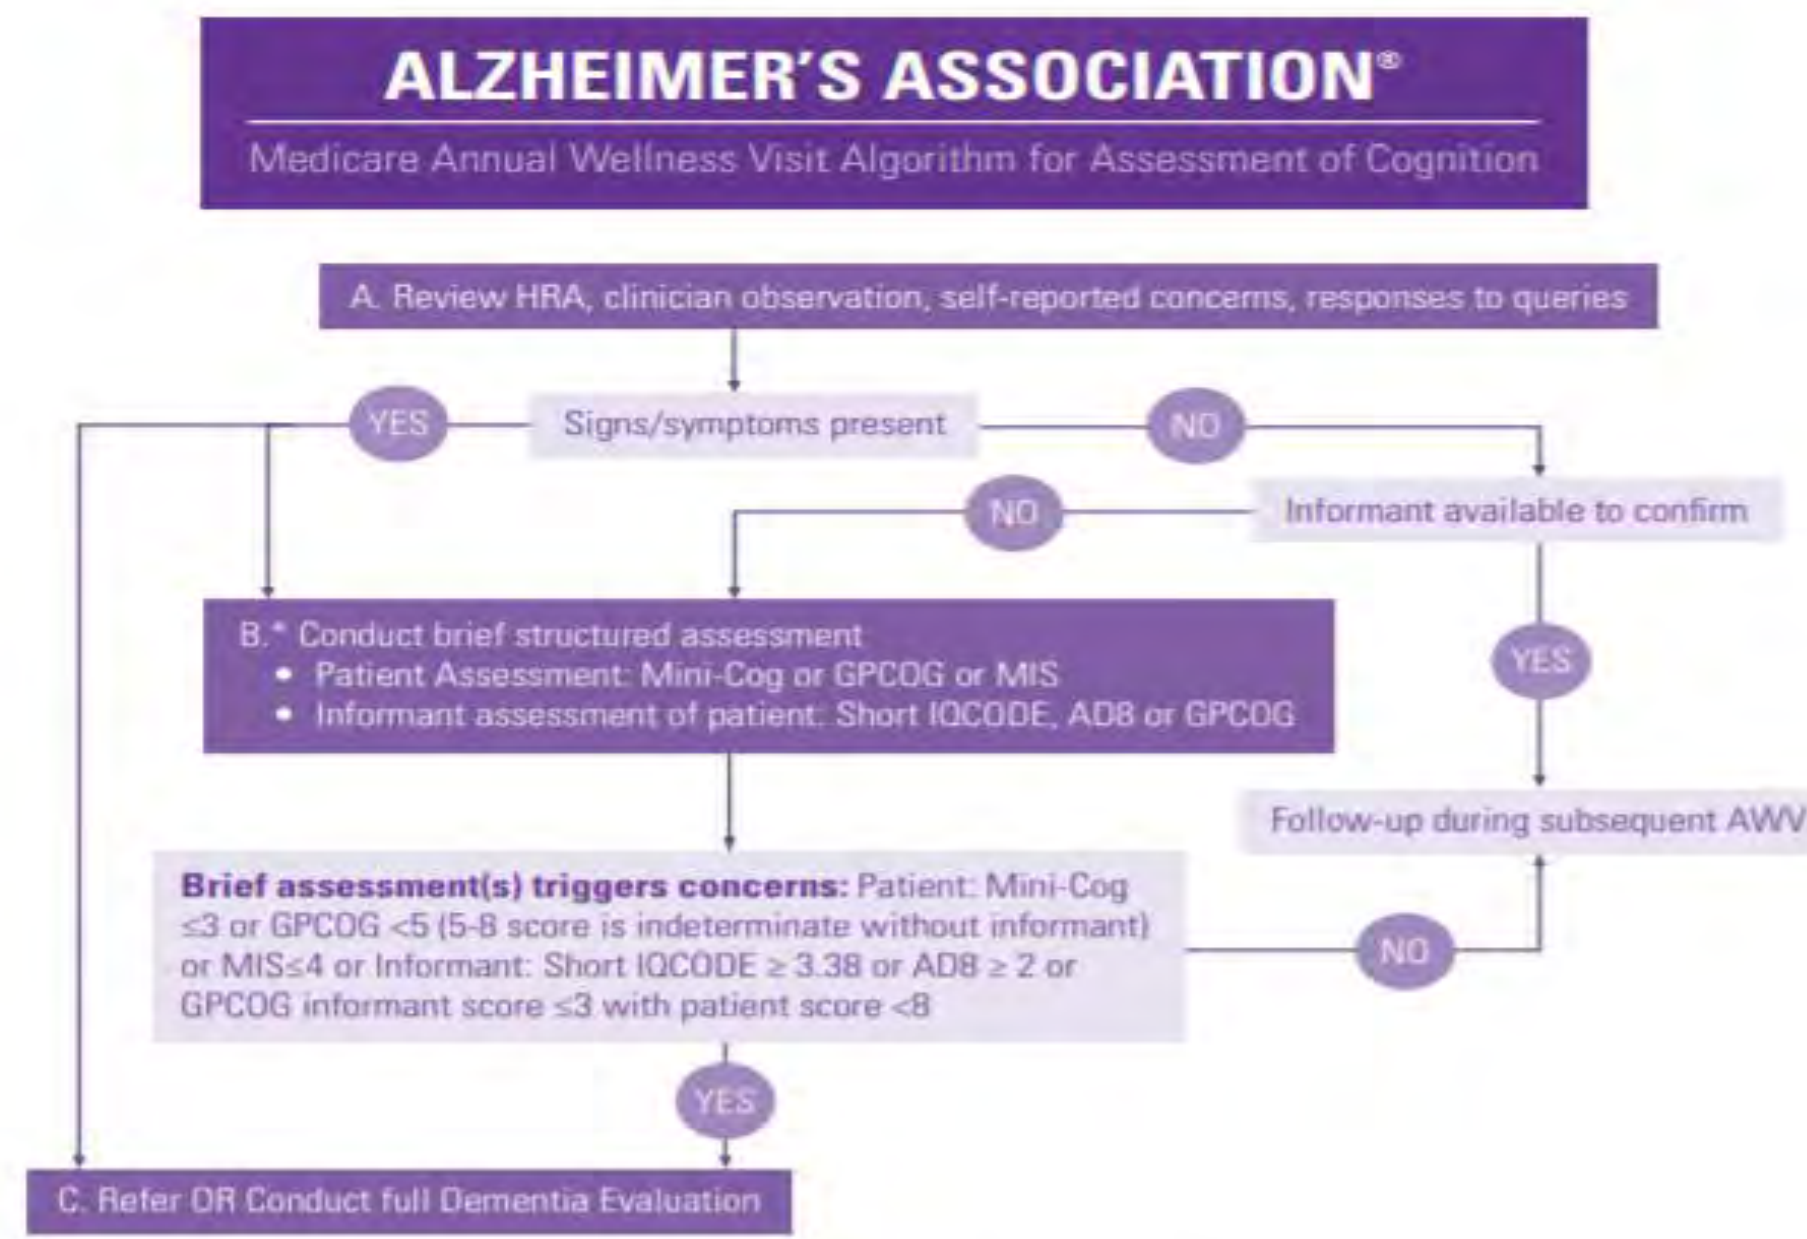 ALZHEIMER'S ASSOCIATION®
Medicare Annual Wellness Visit Algorithm for Assessment of Cognition
A. Review HRA, clinician observation, self-reported concerns, responses to queries
YES
Signs/symptoms present
NO
NO
Informant available to confirm
B.* Conduct brief structured assessment
• Patient Assessment: Mini-Cog or GPCOG or MIS
• Informant assessment of patient: Short IQCODE, AD8 or GPCOG
YES
Follow-up during subsequent AWV
Brief assessment(s) triggers concerns: Patient: Mini-Cog
≤3 or GPCOG <5 (5-8 score is indeterminate without informant)
or MIS≤4 or Informant: Short IQCODE ≥ 3.38 or AD8 ≥ 2 or
GPCOG informant score ≤3 with patient score <8
NO
YES
C. Refer OR Conduct full Dementia Evaluation